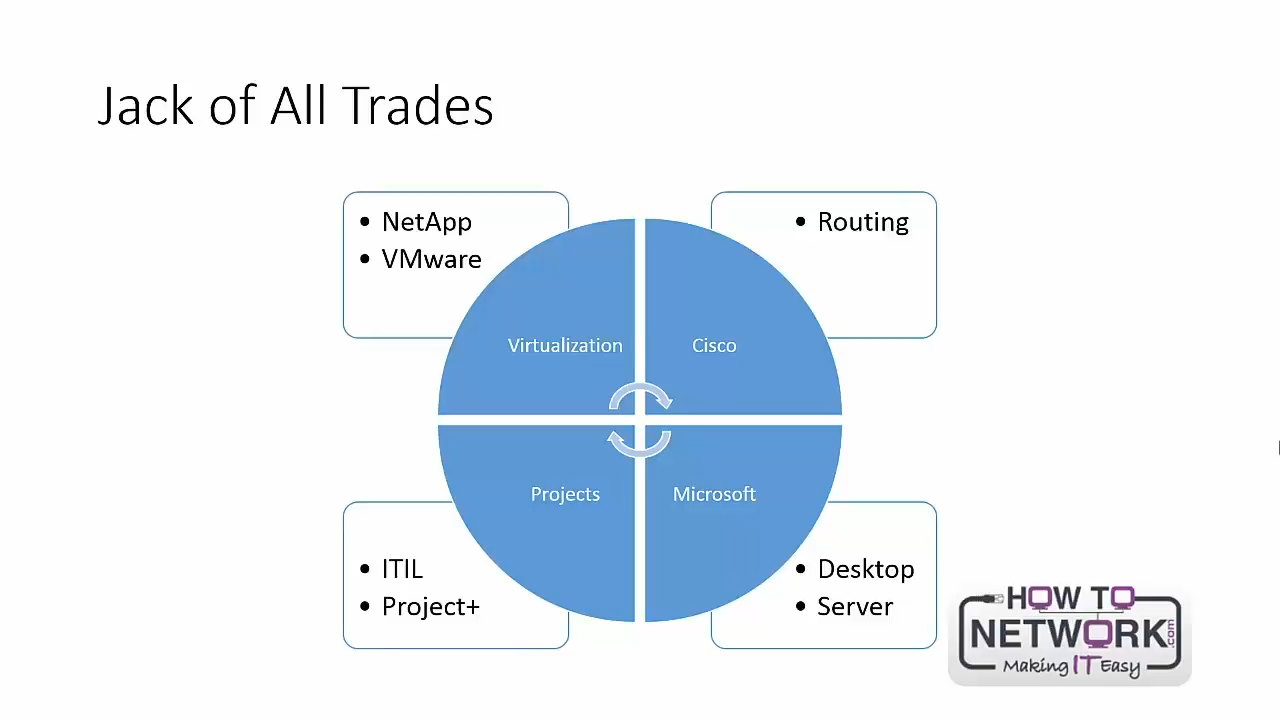 Jack of All Trades
• NetApp
• VMware
• Routing
Virtualization
Cisco
Projects
Microsoft
• ITIL
• Project+
• Desktop
• Server
HOW TO
NETWORK.com
Making IT Easy